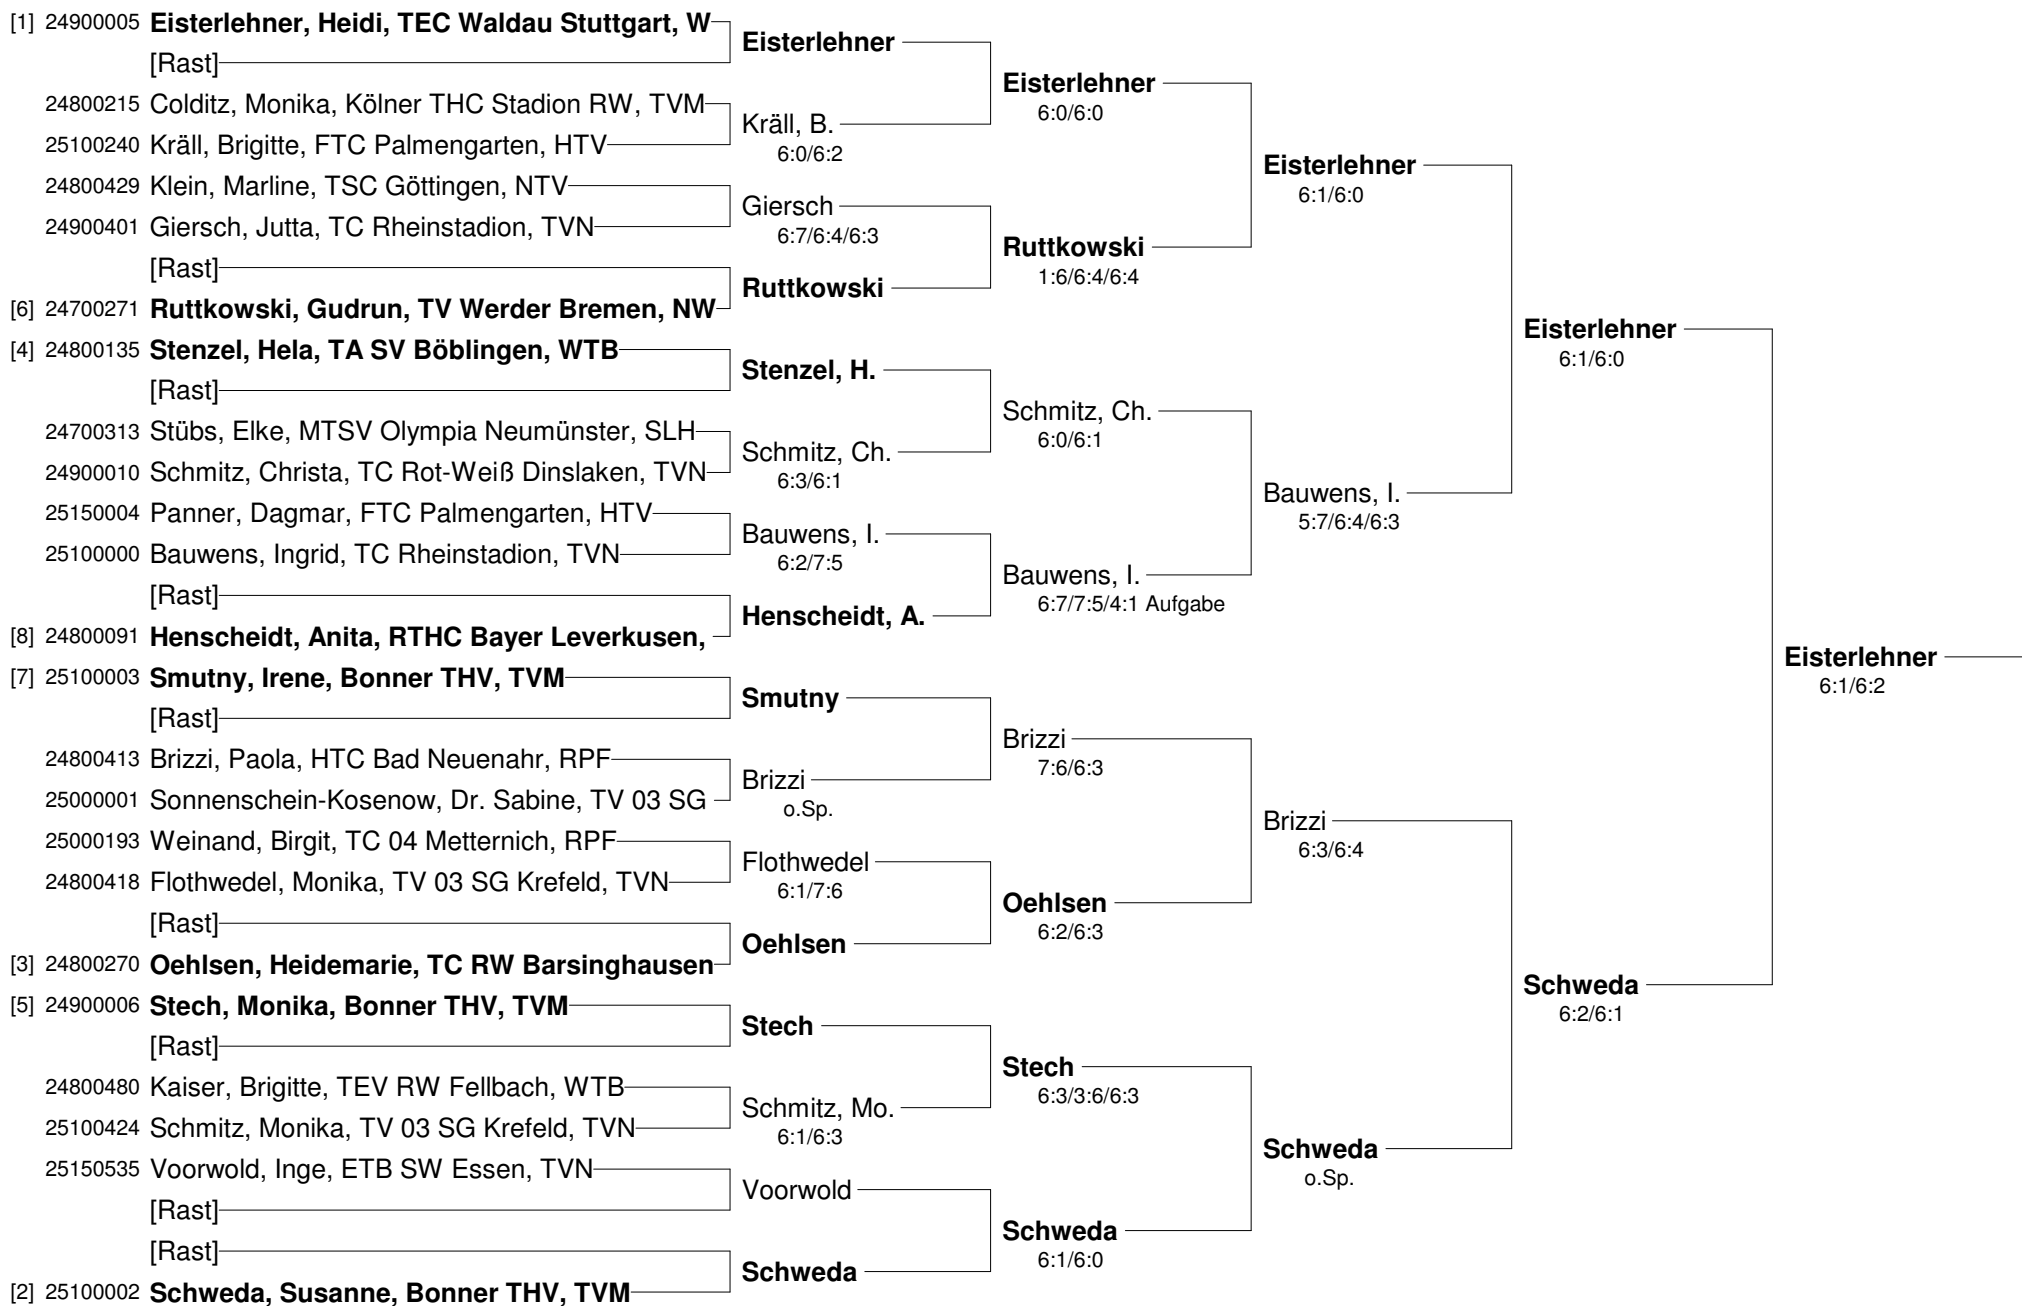 [1] 24900005 Eisterlehner, Heidi, TEC Waldau Stuttgart, W
[Rast]
24800215 Colditz, Monika, Kölner THC Stadion RW, TVM
25100240 Kräll, Brigitte, FTC Palmengarten, HTV
24800429 Klein, Marline, TSC Göttingen, NTV
24900401 Giersch, Jutta, TC Rheinstadion, TVN
[Rast]
[6] 24700271 Ruttkowski, Gudrun, TV Werder Bremen, NW
[4] 24800135 Stenzel, Hela, TA SV Böblingen, WTB
[Rast]
24700313 Stübs, Elke, MTSV Olympia Neumünster, SLH
24900010 Schmitz, Christa, TC Rot-Weiß Dinslaken, TVN
25150004 Panner, Dagmar, FTC Palmengarten, HTV
25100000 Bauwens, Ingrid, TC Rheinstadion, TVN
[Rast]
[8] 24800091 Henscheidt, Anita, RTHC Bayer Leverkusen,
[7] 25100003 Smutny, Irene, Bonner THV, TVM
[Rast]
24800413 Brizzi, Paola, HTC Bad Neuenahr, RPF
25000001 Sonnenschein-Kosenow, Dr. Sabine, TV 03 SG
25000193 Weinand, Birgit, TC 04 Metternich, RPF
24800418 Flothwedel, Monika, TV 03 SG Krefeld, TVN
[Rast]
[3] 24800270 Oehlsen, Heidemarie, TC RW Barsinghausen
[5] 24900006 Stech, Monika, Bonner THV, TVM
[Rast]
24800480 Kaiser, Brigitte, TEV RW Fellbach, WTB
25100424 Schmitz, Monika, TV 03 SG Krefeld, TVN
25150535 Voorwold, Inge, ETB SW Essen, TVN
[Rast]
[Rast]
[2] 25100002 Schweda, Susanne, Bonner THV, TVM
Eisterlehner
Kräll, B.
6:0/6:2
Giersch
6:7/6:4/6:3
Ruttkowski
Stenzel, H.
Schmitz, Ch.
6:3/6:1
Bauwens, I.
6:2/7:5
Henscheidt, A.
Smutny
Brizzi
o.Sp.
Flothwedel
6:1/7:6
Oehlsen
Stech
Schmitz, Mo.
6:1/6:3
Voorwold
Schweda
Eisterlehner
6:0/6:0
Ruttkowski
1:6/6:4/6:4
Schmitz, Ch.
6:0/6:1
Bauwens, I.
6:7/7:5/4:1 Aufgabe
Brizzi
7:6/6:3
Oehlsen
6:2/6:3
Stech
6:3/3:6/6:3
Schweda
6:1/6:0
Eisterlehner
6:1/6:0
Bauwens, I.
5:7/6:4/6:3
Brizzi
6:3/6:4
Schweda
o.Sp.
Eisterlehner
6:1/6:0
Schweda
6:2/6:1
Eisterlehner
6:1/6:2